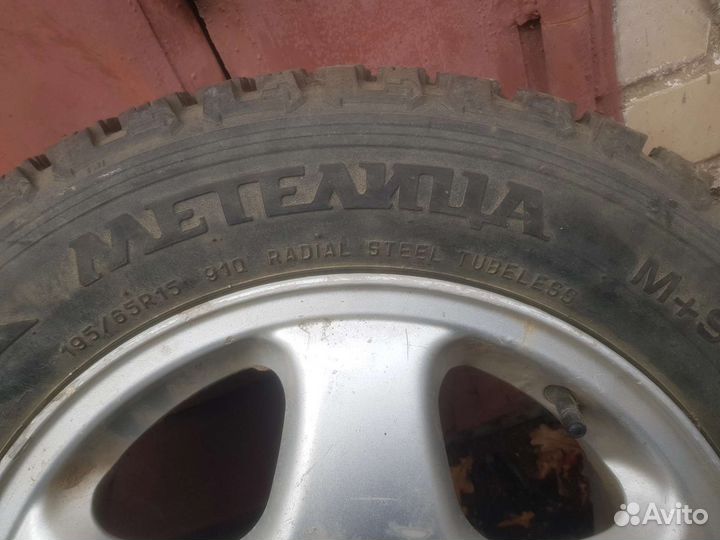 МЕТЕЛИЦА
195/65R15 91Q RADIAL STEEL TUBELESS
M+S
Avito